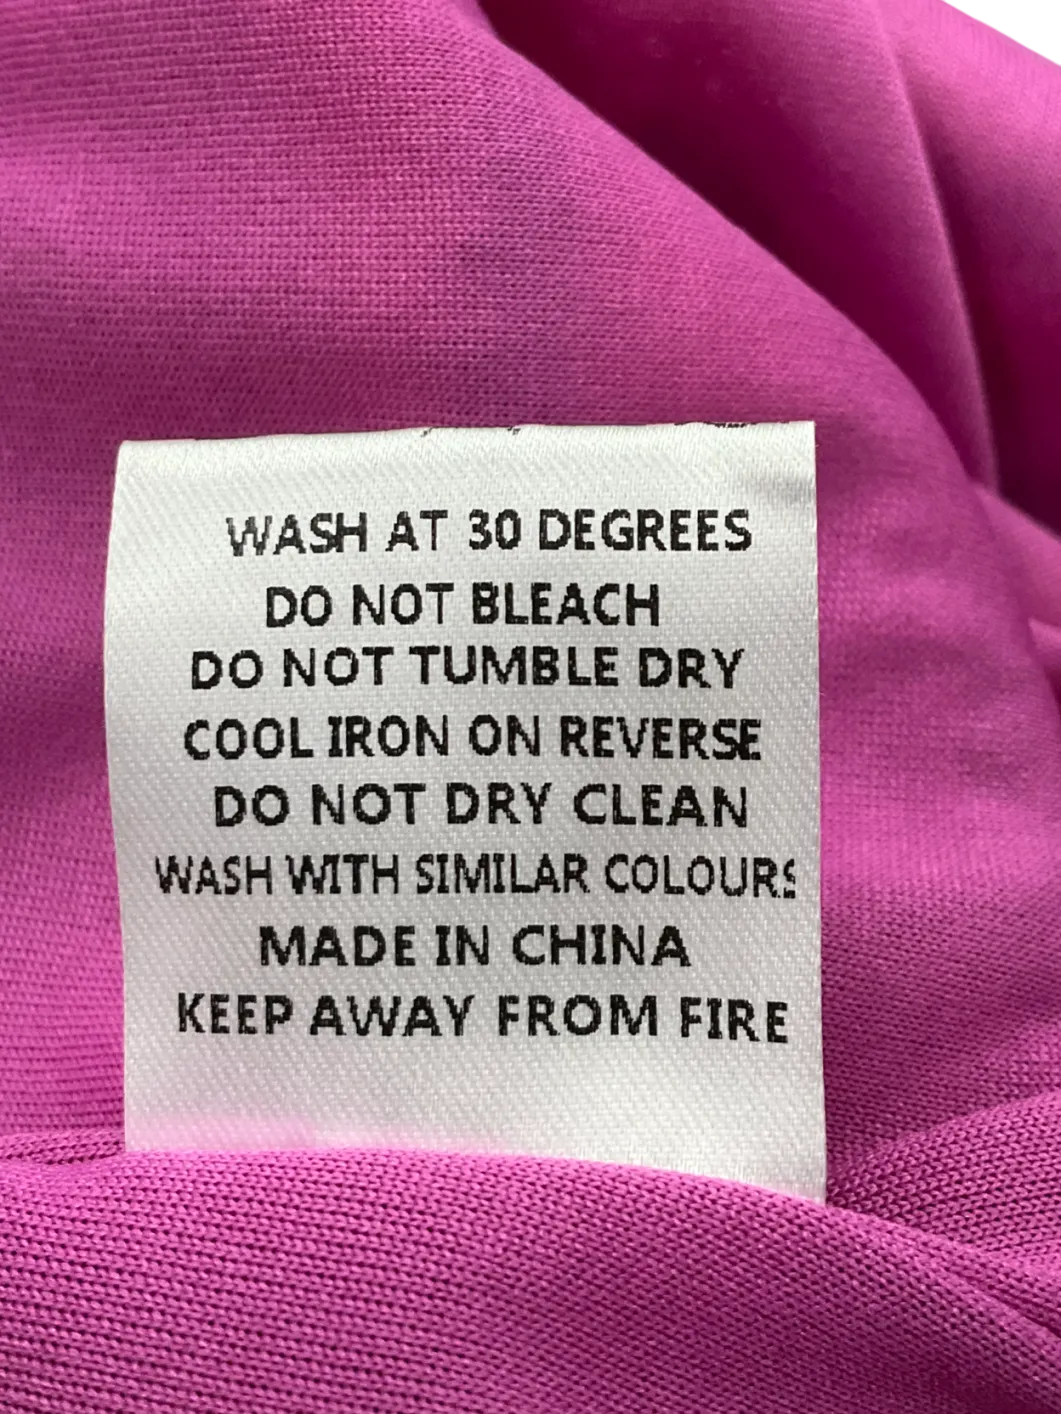 WASH AT 30 DEGREES
DO NOT BLEACH
DO NOT TUMBLE DRY
COOL IRON ON REVERSE
DO NOT DRY CLEAN
WASH WITH SIMILAR COLOURS
MADE IN CHINA
KEEP AWAY FROM FIRE